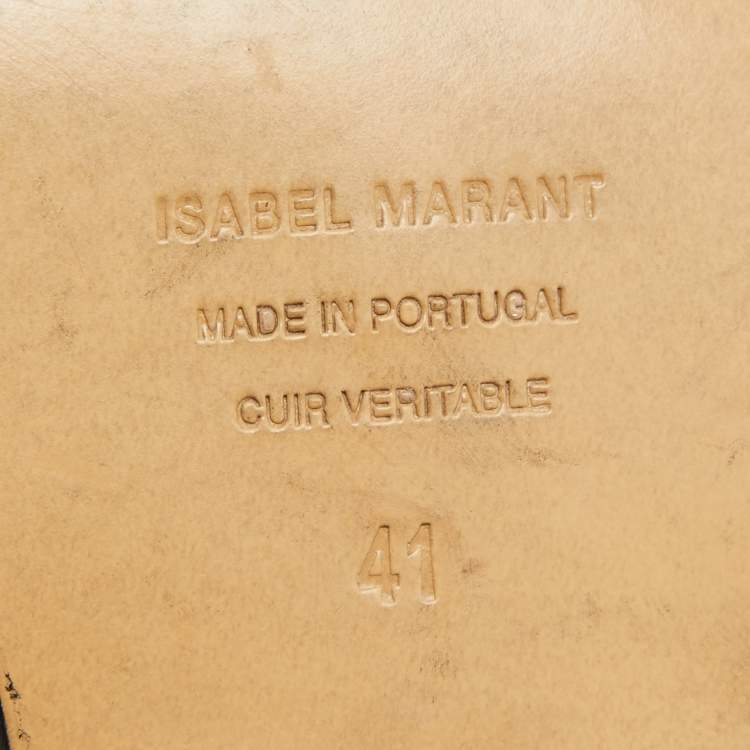 ISABEL MARANT
MADE IN PORTUGAL
CUIR VERITABLE
41